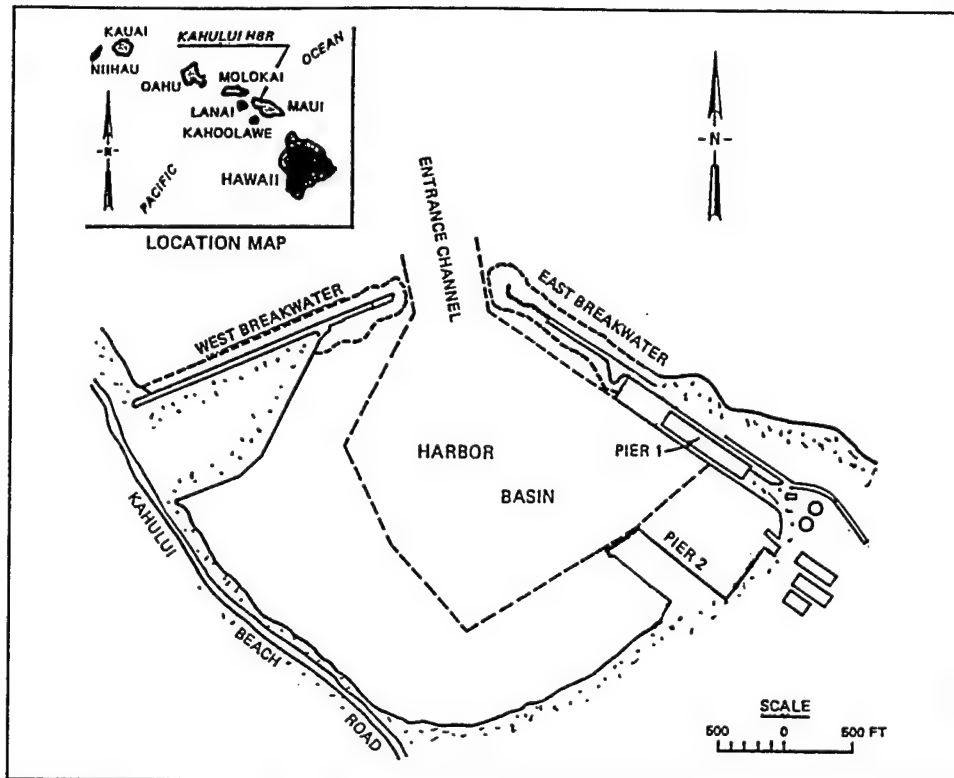 KAUAI
KAHULUI HBR
OCEAN
NIIHAU
OAHU
MOLOKAI
LANAI
MAUI
KAHOOLAWE
N
HAWAII
PACIFIC
LOCATION MAP
-N-
ENTRANCE CHANNEL
WEST BREAKWATER
EAST BREAKWATER
HARBOR
BASIN
PIER 1
PIER 2
KAHULUI
BEACH
ROAD
SCALE
500 0 500 FT